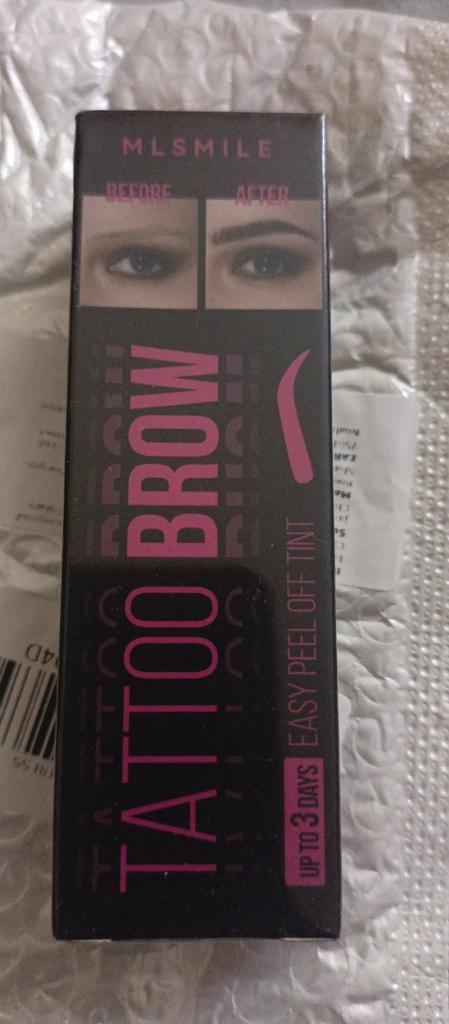 MLSMILE
BEFORE
AFTER
TATTOO BROW
UP TO 3 DAYS EASY PEEL OFF TINT